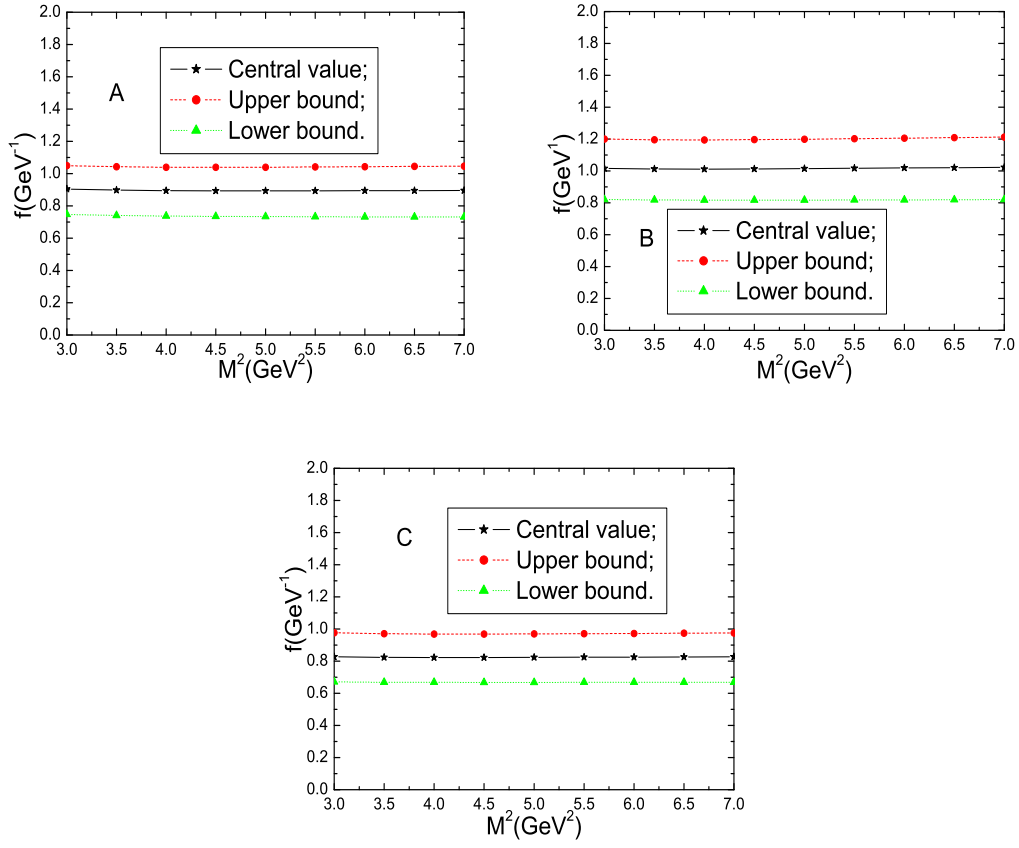 2.0
1.8
1.6
1.4
1.2
1.0
0.8
0.6
0.4
0.2
0.0
f(GeV⁻¹)
A
Central value;
Upper bound;
Lower bound.
3.0 3.5 4.0 4.5 5.0 5.5 6.0 6.5 7.0
M²(GeV²)
2.0
1.8
1.6
1.4
1.2
1.0
0.8
0.6
0.4
0.2
0.0
f(GeV¹)
B
Central value;
Upper bound;
Lower bound.
3.0 3.5 4.0 4.5 5.0 5.5 6.0 6.5 7.0
M²(GeV²)
2.0
1.8
1.6
1.4
1.2
1.0
0.8
0.6
0.4
0.2
0.0
f(GeV⁻¹)
C
Central value;
Upper bound;
Lower bound.
3.0 3.5 4.0 4.5 5.0 5.5 6.0 6.5 7.0
M²(GeV²)